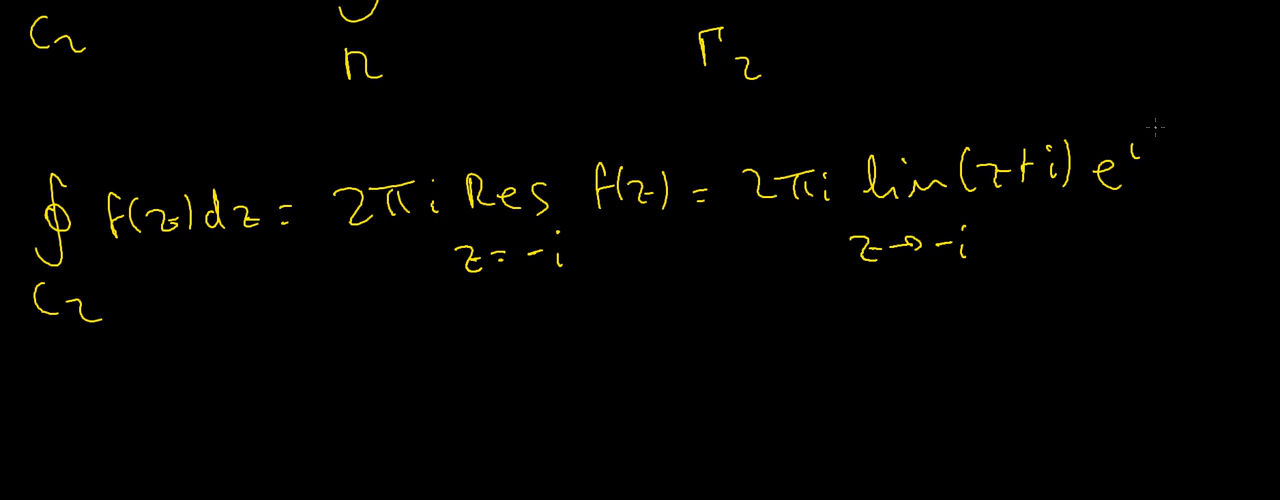 C₂ R Γ₂
∮ f(z)dz = 2πi Res f(z) = 2πi lim (z+i) e^i
C₂ z=-i z→-i